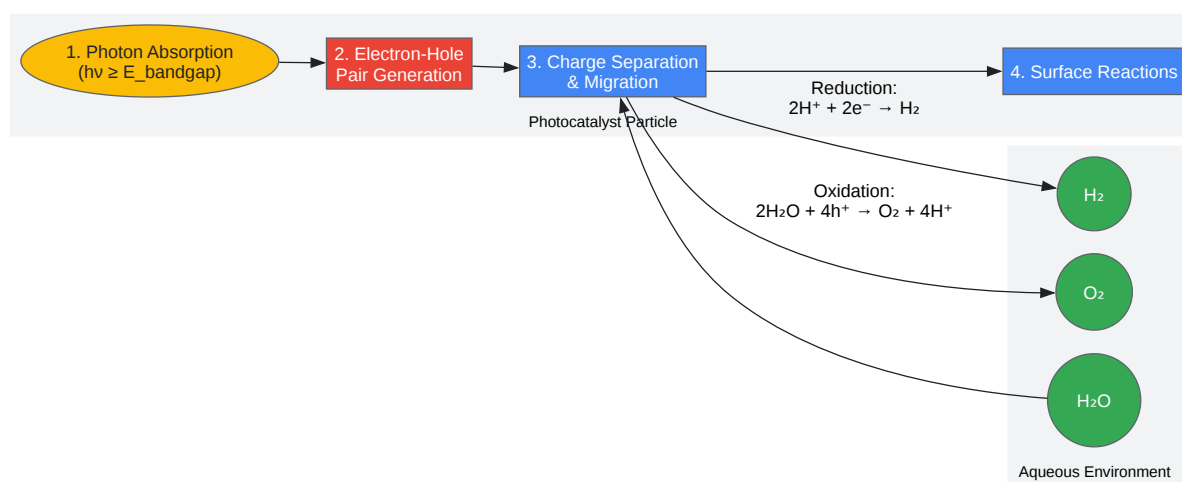 1. Photon Absorption
(hν ≥ E_bandgap)
2. Electron-Hole
Pair Generation
3. Charge Separation
& Migration
4. Surface Reactions
Reduction:
2H⁺ + 2e⁻ → H₂
Photocatalyst Particle
Oxidation:
2H₂O + 4h⁺ → O₂ + 4H⁺
H₂
O₂
H₂O
Aqueous Environment